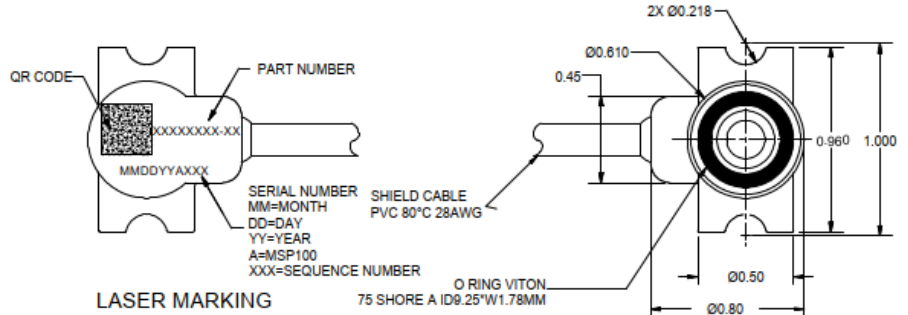 QR CODE
PART NUMBER
XXXXXXXX-XX
MMDDYYAXXX
SERIAL NUMBER
MM=MONTH
DD=DAY
YY=YEAR
A=MSP100
XXX=SEQUENCE NUMBER
LASER MARKING
2X Ø0.218
Ø0.610
0.45
0.960
1.000
SHIELD CABLE
PVC 80°C 28AWG
O RING VITON
75 SHORE A ID9.25*W1.78MM
Ø0.50
Ø0.80